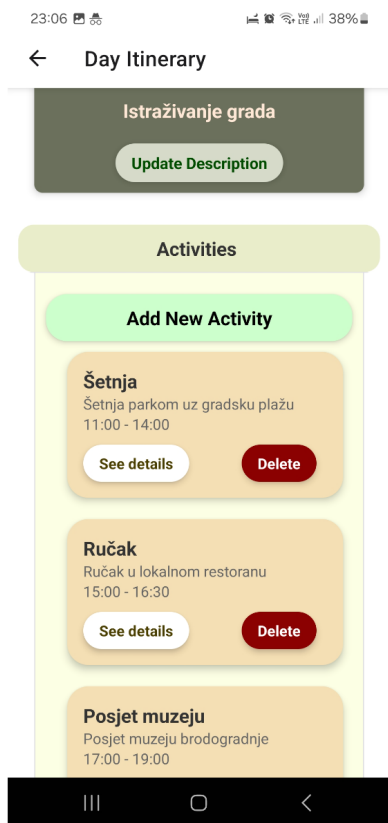 23:06 Vo) LTE 38%
Day Itinerary
Istraživanje grada
Update Description
Activities
Add New Activity
Šetnja
Šetnja parkom uz gradsku plažu
11:00 - 14:00
See details Delete
Ručak
Ručak u lokalnom restoranu
15:00 - 16:30
See details Delete
Posjet muzeju
Posjet muzeju brodogradnje
17:00 - 19:00